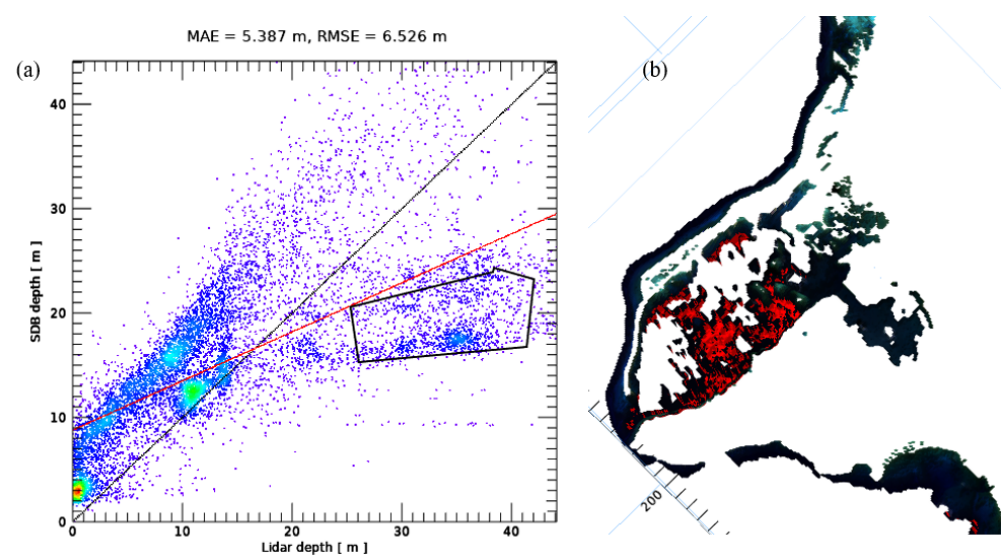 MAE = 5.387 m, RMSE = 6.526 m
(a)
(b)
40
30
20
10
0
SDB depth [ m ]
0 10 20 30 40
Lidar depth [ m ]
200